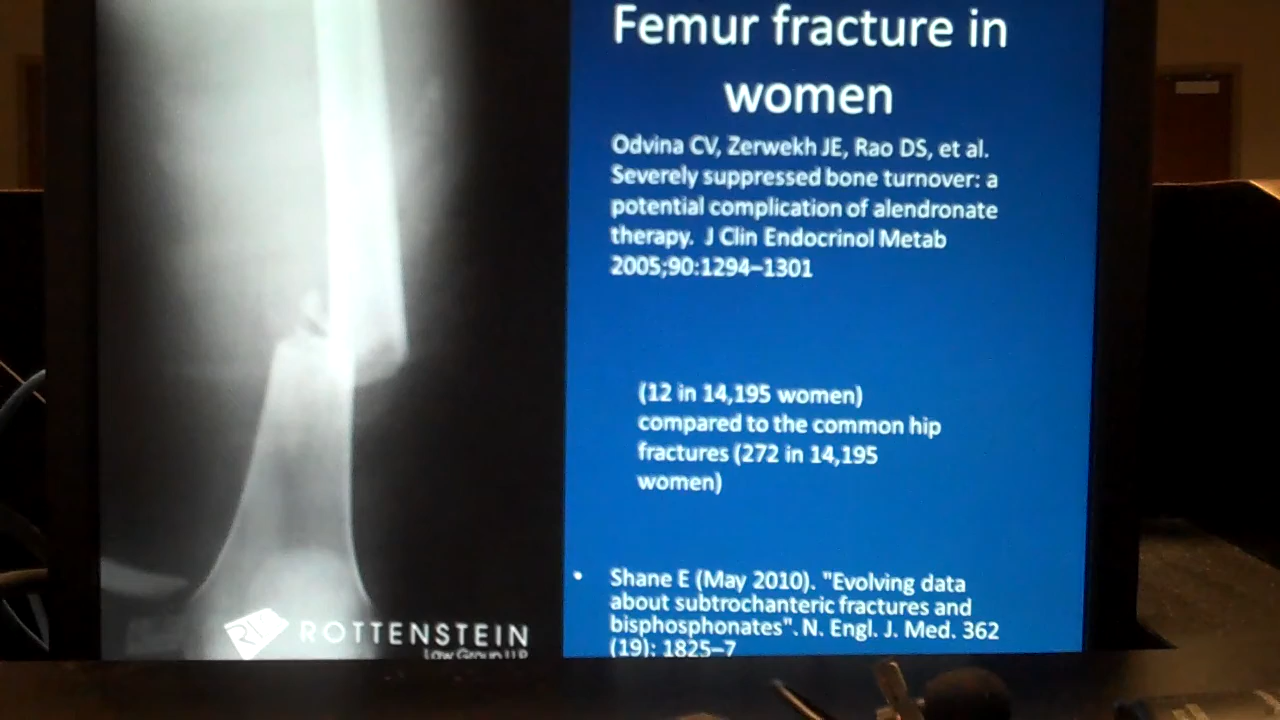 Femur fracture in
women
Odvina CV, Zerwekh JE, Rao DS, et al.
Severely suppressed bone turnover: a
potential complication of alendronate
therapy. J Clin Endocrinol Metab
2005;90:1294–1301
(12 in 14,195 women)
compared to the common hip
fractures (272 in 14,195
women)
• Shane E (May 2010). "Evolving data
about subtrochanteric fractures and
bisphosphonates". N. Engl. J. Med. 362
(19): 1825–7
ROTTENSTEIN
Law Group LLP